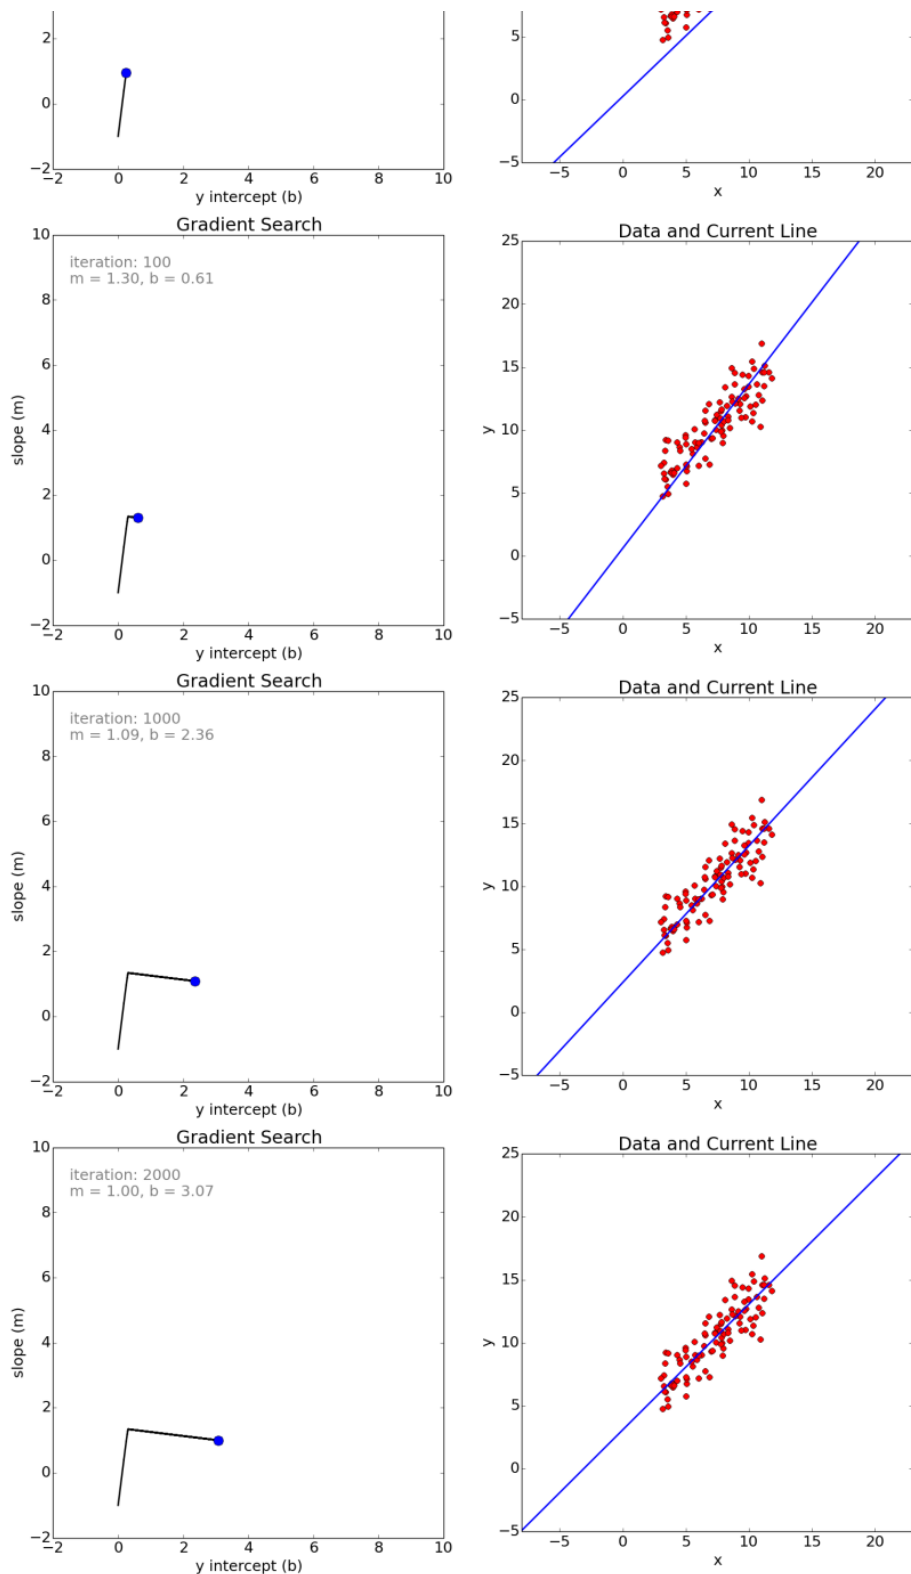 2
0
−2
−2 0 2 4 6 8 10
y intercept (b)
5
0
−5
−5 0 5 10 15 20
x
Gradient Search
iteration: 100
m = 1.30, b = 0.61
10
8
6
4
2
0
−2
slope (m)
−2 0 2 4 6 8 10
y intercept (b)
Data and Current Line
25
20
15
10
5
0
−5
y
−5 0 5 10 15 20
x
Gradient Search
iteration: 1000
m = 1.09, b = 2.36
10
8
6
4
2
0
−2
slope (m)
−2 0 2 4 6 8 10
y intercept (b)
Data and Current Line
25
20
15
10
5
0
−5
y
−5 0 5 10 15 20
x
Gradient Search
iteration: 2000
m = 1.00, b = 3.07
10
8
6
4
2
0
−2
slope (m)
−2 0 2 4 6 8 10
y intercept (b)
Data and Current Line
25
20
15
10
5
0
−5
y
−5 0 5 10 15 20
x